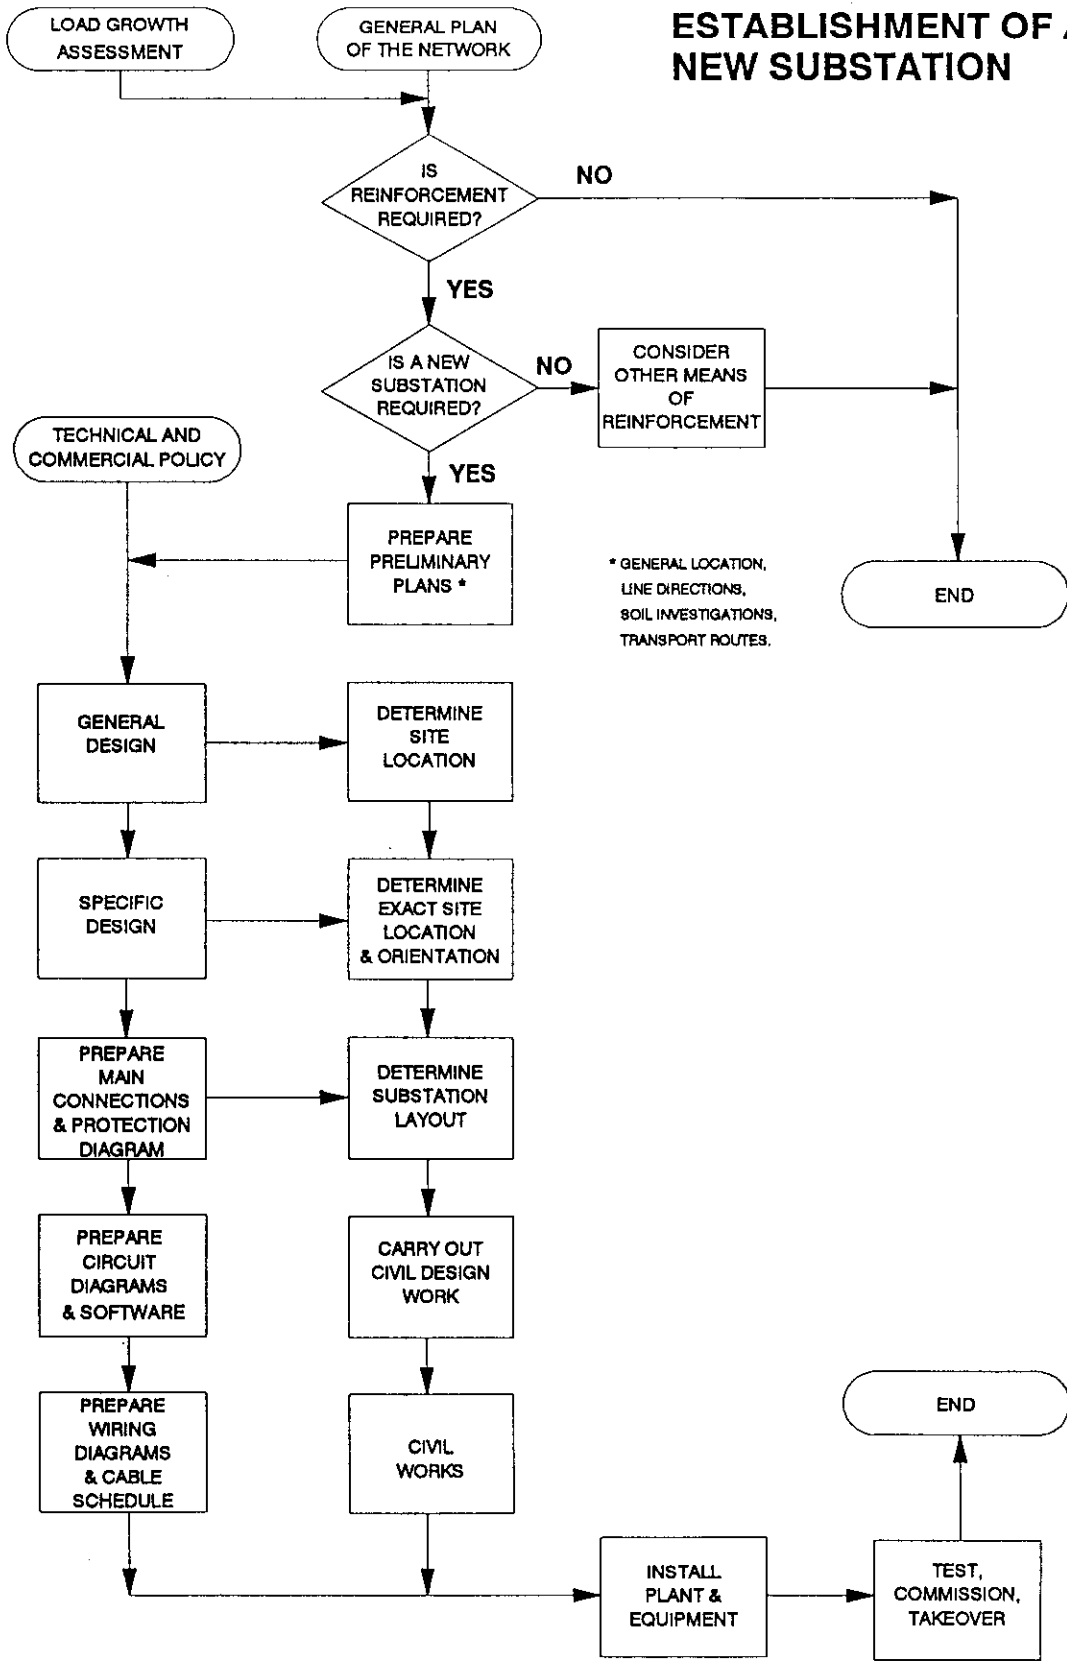 LOAD GROWTH
ASSESSMENT
GENERAL PLAN
OF THE NETWORK
ESTABLISHMENT OF A
NEW SUBSTATION
IS
REINFORCEMENT
REQUIRED?
NO
YES
IS A NEW
SUBSTATION
REQUIRED?
NO
CONSIDER
OTHER MEANS
OF
REINFORCEMENT
TECHNICAL AND
COMMERCIAL POLICY
YES
PREPARE
PRELIMINARY
PLANS *
* GENERAL LOCATION,
LINE DIRECTIONS,
SOIL INVESTIGATIONS,
TRANSPORT ROUTES.
END
GENERAL
DESIGN
DETERMINE
SITE
LOCATION
SPECIFIC
DESIGN
DETERMINE
EXACT SITE
LOCATION
& ORIENTATION
PREPARE
MAIN
CONNECTIONS
& PROTECTION
DIAGRAM
DETERMINE
SUBSTATION
LAYOUT
PREPARE
CIRCUIT
DIAGRAMS
& SOFTWARE
CARRY OUT
CIVIL DESIGN
WORK
PREPARE
WIRING
DIAGRAMS
& CABLE
SCHEDULE
CIVIL
WORKS
END
INSTALL
PLANT &
EQUIPMENT
TEST,
COMMISSION,
TAKEOVER